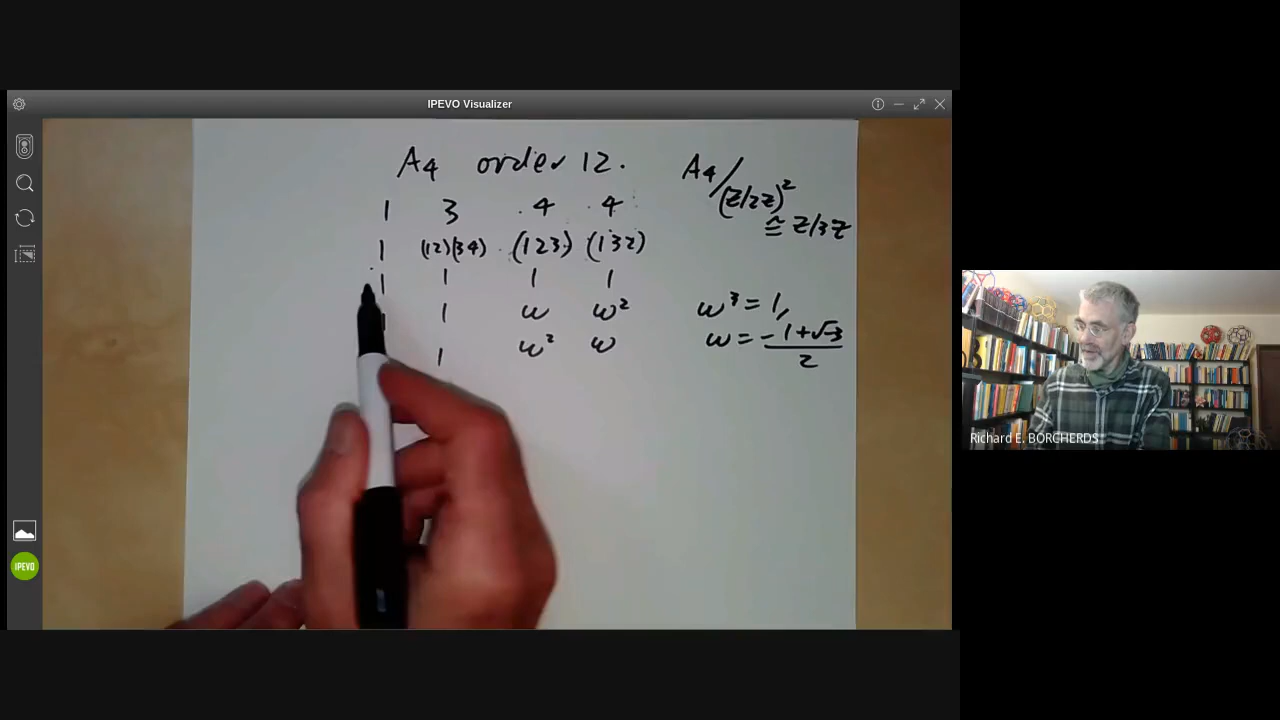 IPEVO Visualizer
A4 order 12.
A4/(Z/2Z)²
≅ Z/3Z
1 3 4 4
1 (12)(34) (123) (132)
1 1 1 1
1 1 ω ω²
1 ω² ω
ω³ = 1,
ω = -1+√-3
2
Richard E. BORCHERDS
IPEVO